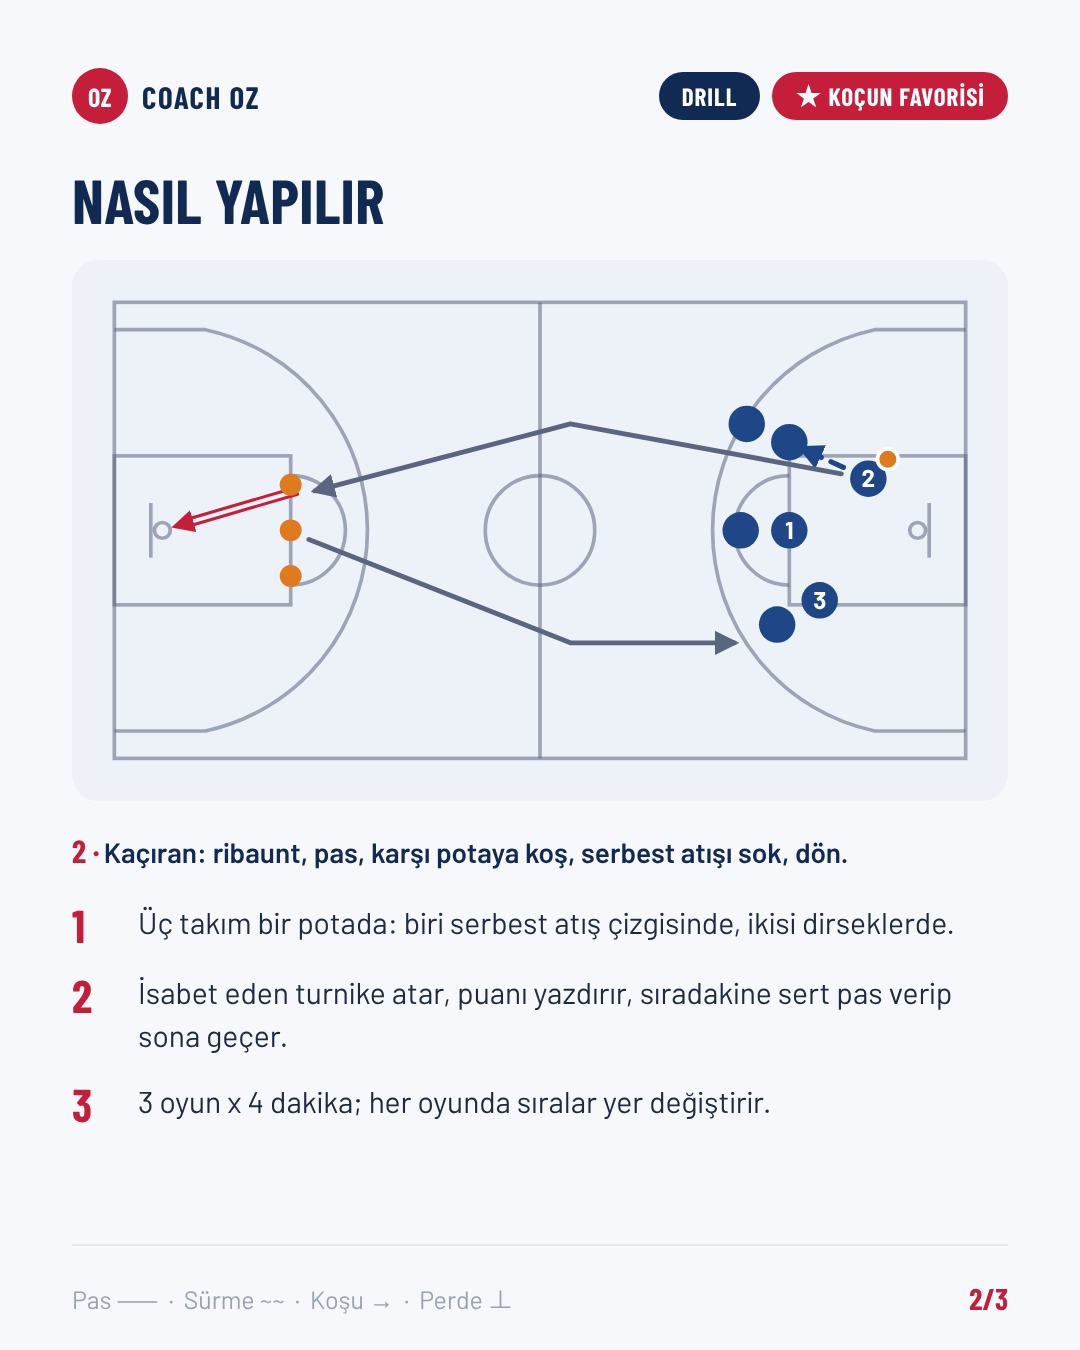 OZ COACH OZ
DRILL
★ KOÇUN FAVORİSİ
NASIL YAPILIR
2
1
3
2 · Kaçıran: ribaunt, pas, karşı potaya koş, serbest atışı sok, dön.
1 Üç takım bir potada: biri serbest atış çizgisinde, ikisi dirseklerde.
2 İsabet eden turnike atar, puanı yazdırır, sıradakine sert pas verip
sona geçer.
3 3 oyun x 4 dakika; her oyunda sıralar yer değiştirir.
Pas —— · Sürme ~~ · Koşu → · Perde ⊥
2/3